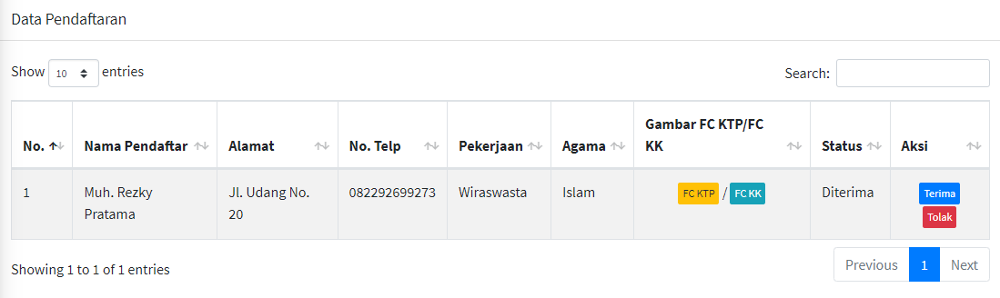 Data Pendaftaran
Show 10 entries
Search:
No. Nama Pendaftar Alamat No. Telp Pekerjaan Agama Gambar FC KTP/FC KK Status Aksi
1 Muh. Rezky Pratama Jl. Udang No. 20 082292699273 Wiraswasta Islam FC KTP / FC KK Diterima Terima Tolak
Showing 1 to 1 of 1 entries
Previous 1 Next